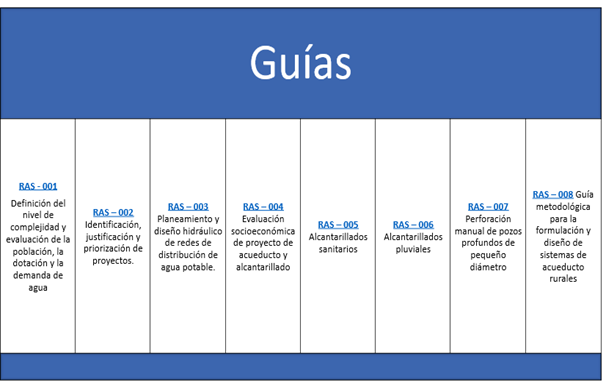 Guías
RAS - 001
Definición del
nivel de
complejidad y
evaluación de la
población, la
dotación y la
demanda de
agua
RAS – 002
Identificación,
justificación y
priorización de
proyectos.
RAS – 003
Planeamiento y
diseño hidráulico
de redes de
distribución de
agua potable.
RAS – 004
Evaluación
socioeconómica
de proyecto de
acueducto y
alcantarillado
RAS – 005
Alcantarillados
sanitarios
RAS – 006
Alcantarillados
pluviales
RAS – 007
Perforación
manual de pozos
profundos de
pequeño
diámetro
RAS – 008 Guía
metodológica
para la
formulación y
diseño de
sistemas de
acueducto
rurales